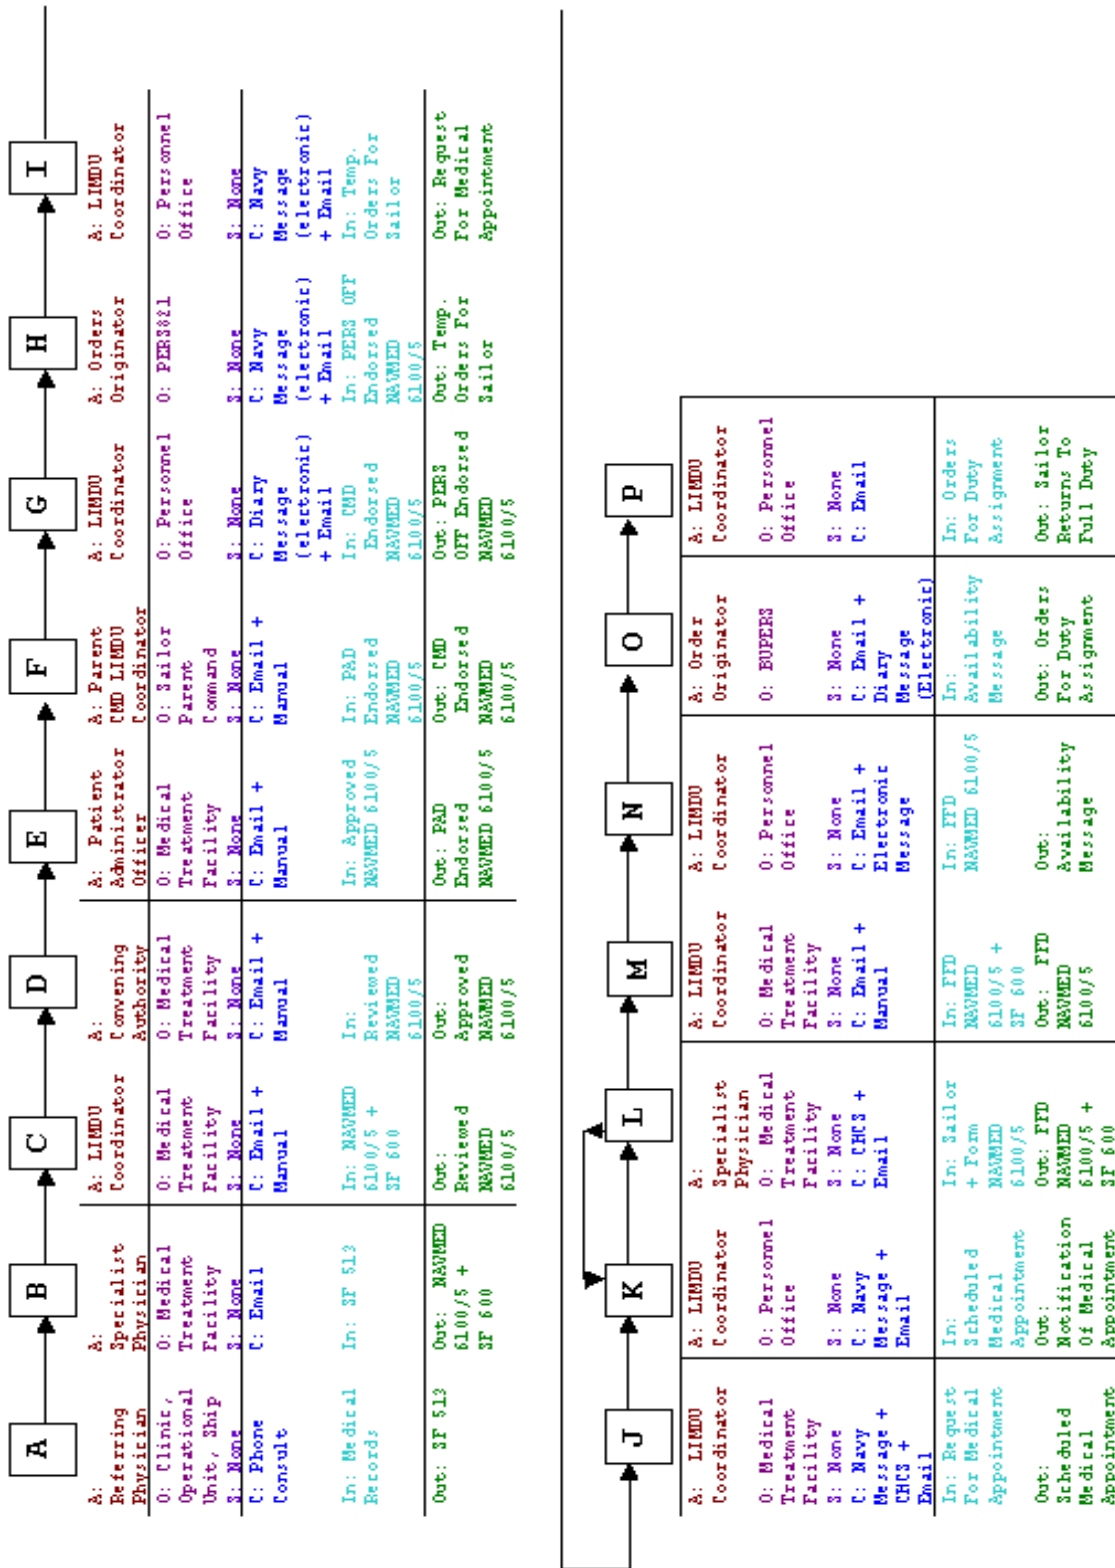 A
B
C
D
E
F
G
H
I
A:
Referring
Physician
O: Clinic,
Operational
Unit, Ship
S: None
C: Phone
Consult
In: Medical
Records
Out: SF 513
A:
Specialist
Physician
O: Medical
Treatment
Facility
S: None
C: Email
In: SF 513
Out: NAVMED
6100/5 +
SF 600
A: LIMDU
Coordinator
O: Medical
Treatment
Facility
S: None
C: Email +
Manual
In: NAVMED
6100/5 +
SF 600
Out:
Reviewed
NAVMED
6100/5
A:
Convening
Authority
O: Medical
Treatment
Facility
S: None
C: Email +
Manual
In:
Reviewed
NAVMED
6100/5
Out:
Approved
NAVMED
6100/5
A: Patient
Administrator
Officer
O: Medical
Treatment
Facility
S: None
C: Email +
Manual
In: Approved
NAVMED 6100/5
Out: PAD
Endorsed
NAVMED 6100/5
A: Parent
CMD LIMDU
Coordinator
O: Sailor
Parent
Command
S: None
C: Email +
Manual
In: PAD
Endorsed
NAVMED
6100/5
Out: CMD
Endorsed
NAVMED
6100/5
A: LIMDU
Coordinator
O: Personnel
Office
S: None
C: Diary
Message
(electronic)
+ Email
In: CMD
Endorsed
NAVMED
6100/5
Out: PERS
OFF Endorsed
NAVMED
6100/5
A: Orders
Originator
O: PERS821
S: None
C: Navy
Message
(electronic)
+ Email
In: PERS OFF
Endorsed
NAVMED
6100/5
Out: Temp.
Orders For
Sailor
A: LIMDU
Coordinator
O: Personnel
Office
S: None
C: Navy
Message
(electronic)
+ Email
In: Temp.
Orders For
Sailor
Out: Request
For Medical
Appointment
J
K
L
M
N
O
P
A: LIMDU
Coordinator
O: Medical
Treatment
Facility
S: None
C: Navy
Message +
CHCS +
Email
In: Request
For Medical
Appointment
Out:
Scheduled
Medical
Appointment
A: LIMDU
Coordinator
O: Personnel
Office
S: None
C: Navy
Message +
Email
In:
Scheduled
Medical
Appointment
Out:
Notification
Of Medical
Appointment
A:
Specialist
Physician
O: Medical
Treatment
Facility
S: None
C: CHCS +
Email
In: Sailor
+ Form
NAVMED
6100/5
Out: FFD
NAVMED
6100/5 +
SF 600
A: LIMDU
Coordinator
O: Medical
Treatment
Facility
S: None
C: Email +
Manual
In: FFD
NAVMED
6100/5 +
SF 600
Out: FFD
NAVMED
6100/5
A: LIMDU
Coordinator
O: Personnel
Office
S: None
C: Email +
Electronic
Message
In: FFD
NAVMED 6100/5
Out:
Availability
Message
A: Order
Originator
O: BUPERS
S: None
C: Email +
Diary
Message
(Electronic)
In:
Availability
Message
Out: Orders
For Duty
Assignment
A: LIMDU
Coordinator
O: Personnel
Office
S: None
C: Email
In: Orders
For Duty
Assignment
Out: Sailor
Returns To
Full Duty